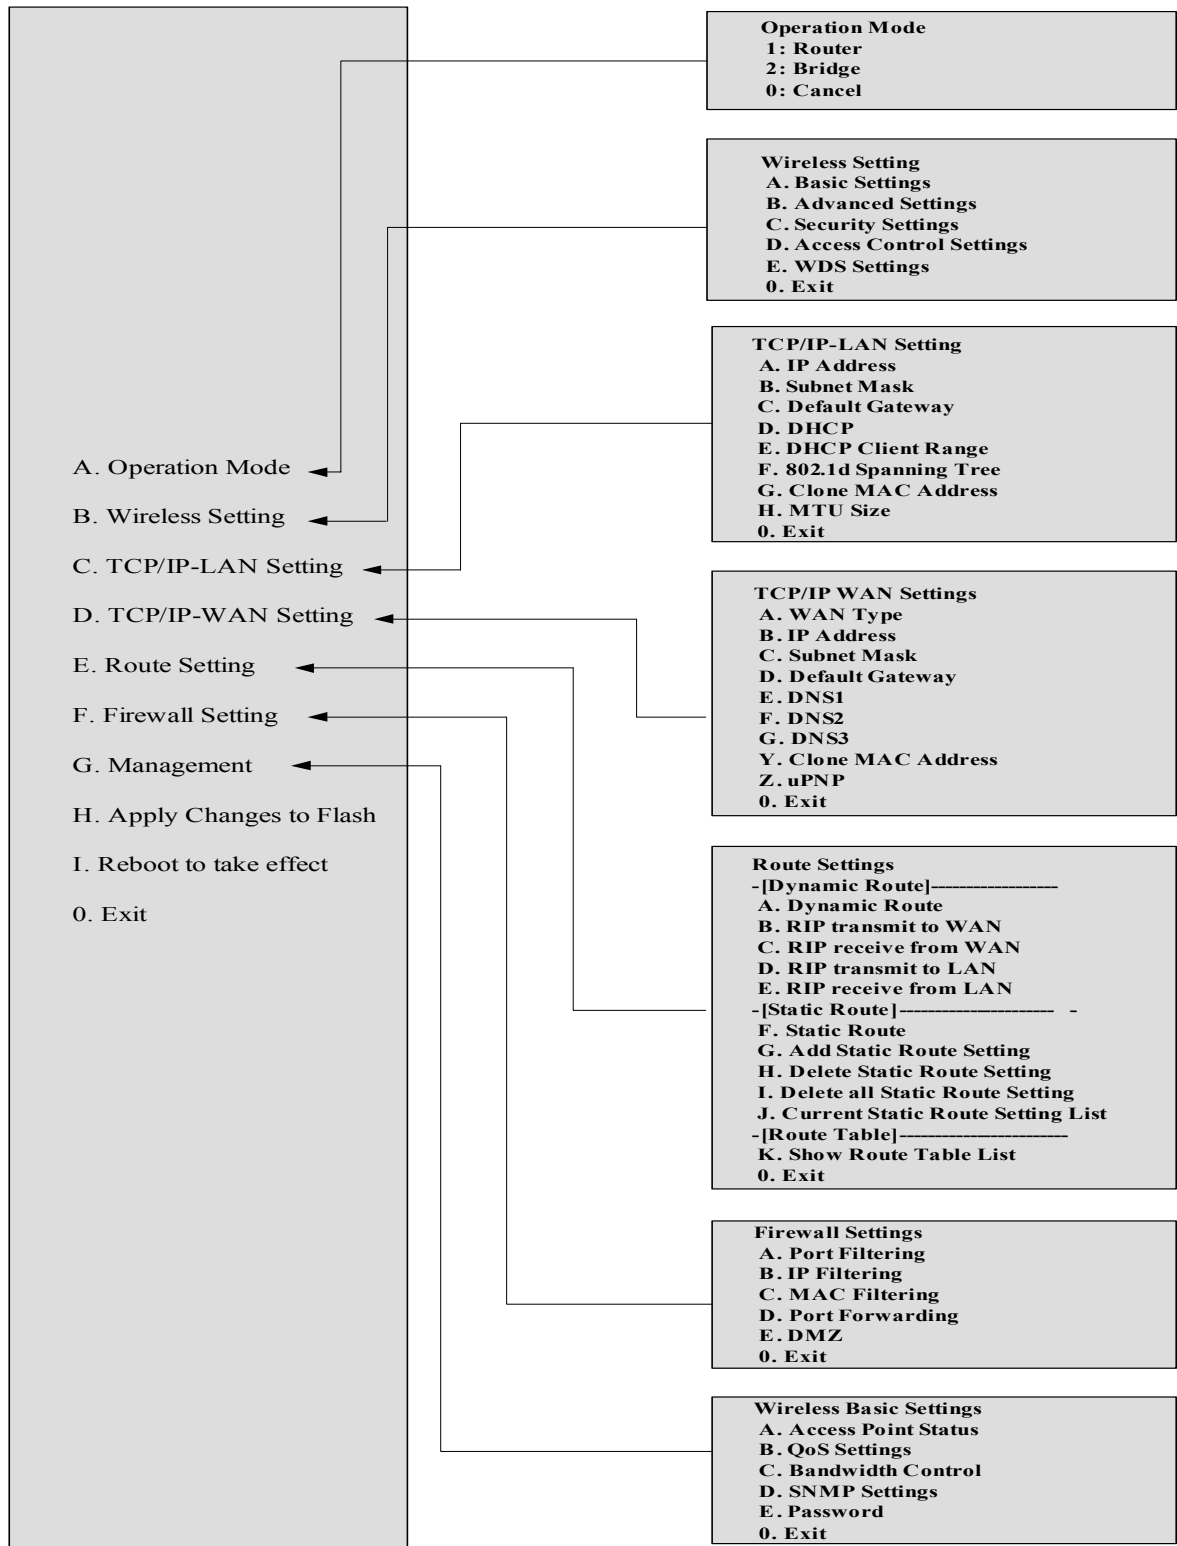 A. Operation Mode
B. Wireless Setting
C. TCP/IP-LAN Setting
D. TCP/IP-WAN Setting
E. Route Setting
F. Firewall Setting
G. Management
H. Apply Changes to Flash
I. Reboot to take effect
0. Exit
Operation Mode
1: Router
2: Bridge
0: Cancel
Wireless Setting
A. Basic Settings
B. Advanced Settings
C. Security Settings
D. Access Control Settings
E. WDS Settings
0. Exit
TCP/IP-LAN Setting
A. IP Address
B. Subnet Mask
C. Default Gateway
D. DHCP
E. DHCP Client Range
F. 802.1d Spanning Tree
G. Clone MAC Address
H. MTU Size
0. Exit
TCP/IP WAN Settings
A. WAN Type
B. IP Address
C. Subnet Mask
D. Default Gateway
E. DNS1
F. DNS2
G. DNS3
Y. Clone MAC Address
Z. uPNP
0. Exit
Route Settings
-[Dynamic Route]------------------
A. Dynamic Route
B. RIP transmit to WAN
C. RIP receive from WAN
D. RIP transmit to LAN
E. RIP receive from LAN
-[Static Route]---------------------- -
F. Static Route
G. Add Static Route Setting
H. Delete Static Route Setting
I. Delete all Static Route Setting
J. Current Static Route Setting List
-[Route Table]------------------------
K. Show Route Table List
0. Exit
Firewall Settings
A. Port Filtering
B. IP Filtering
C. MAC Filtering
D. Port Forwarding
E. DMZ
0. Exit
Wireless Basic Settings
A. Access Point Status
B. QoS Settings
C. Bandwidth Control
D. SNMP Settings
E. Password
0. Exit